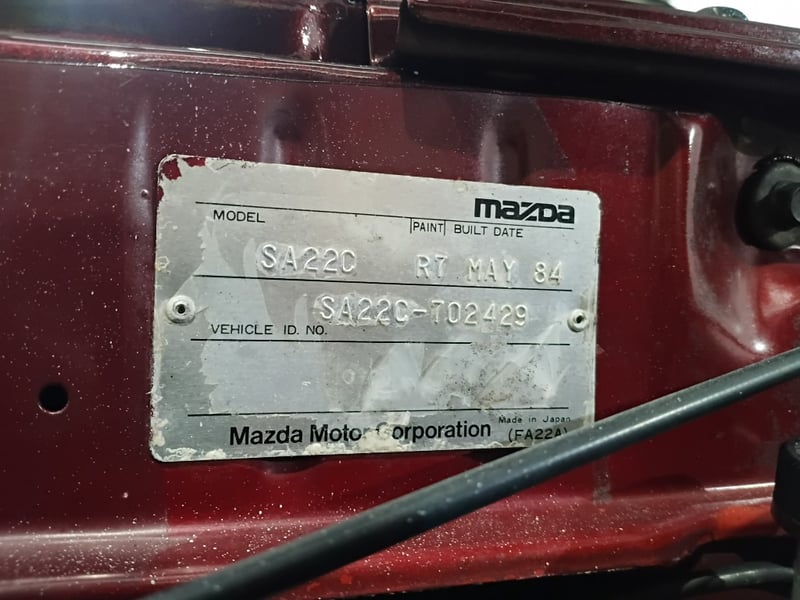 mazda
MODEL PAINT BUILT DATE
SA22C R7 MAY 84
SA22C-702429
VEHICLE ID. NO.
Made in Japan
Mazda Motor Corporation (FA22A)